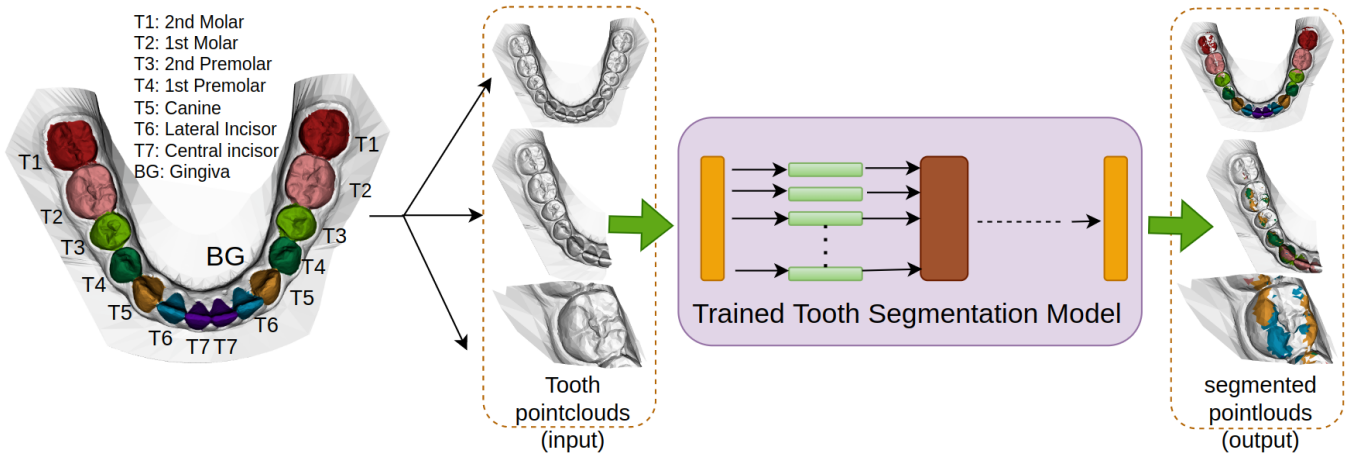 T1: 2nd Molar
T2: 1st Molar
T3: 2nd Premolar
T4: 1st Premolar
T5: Canine
T6: Lateral Incisor
T7: Central incisor
BG: Gingiva
T1
T1
T2
T2
T3
T3
BG
T4
T4
T5
T5
T6
T6
T7
T7
Tooth
pointclouds
(input)
Trained Tooth Segmentation Model
segmented
pointlouds
(output)